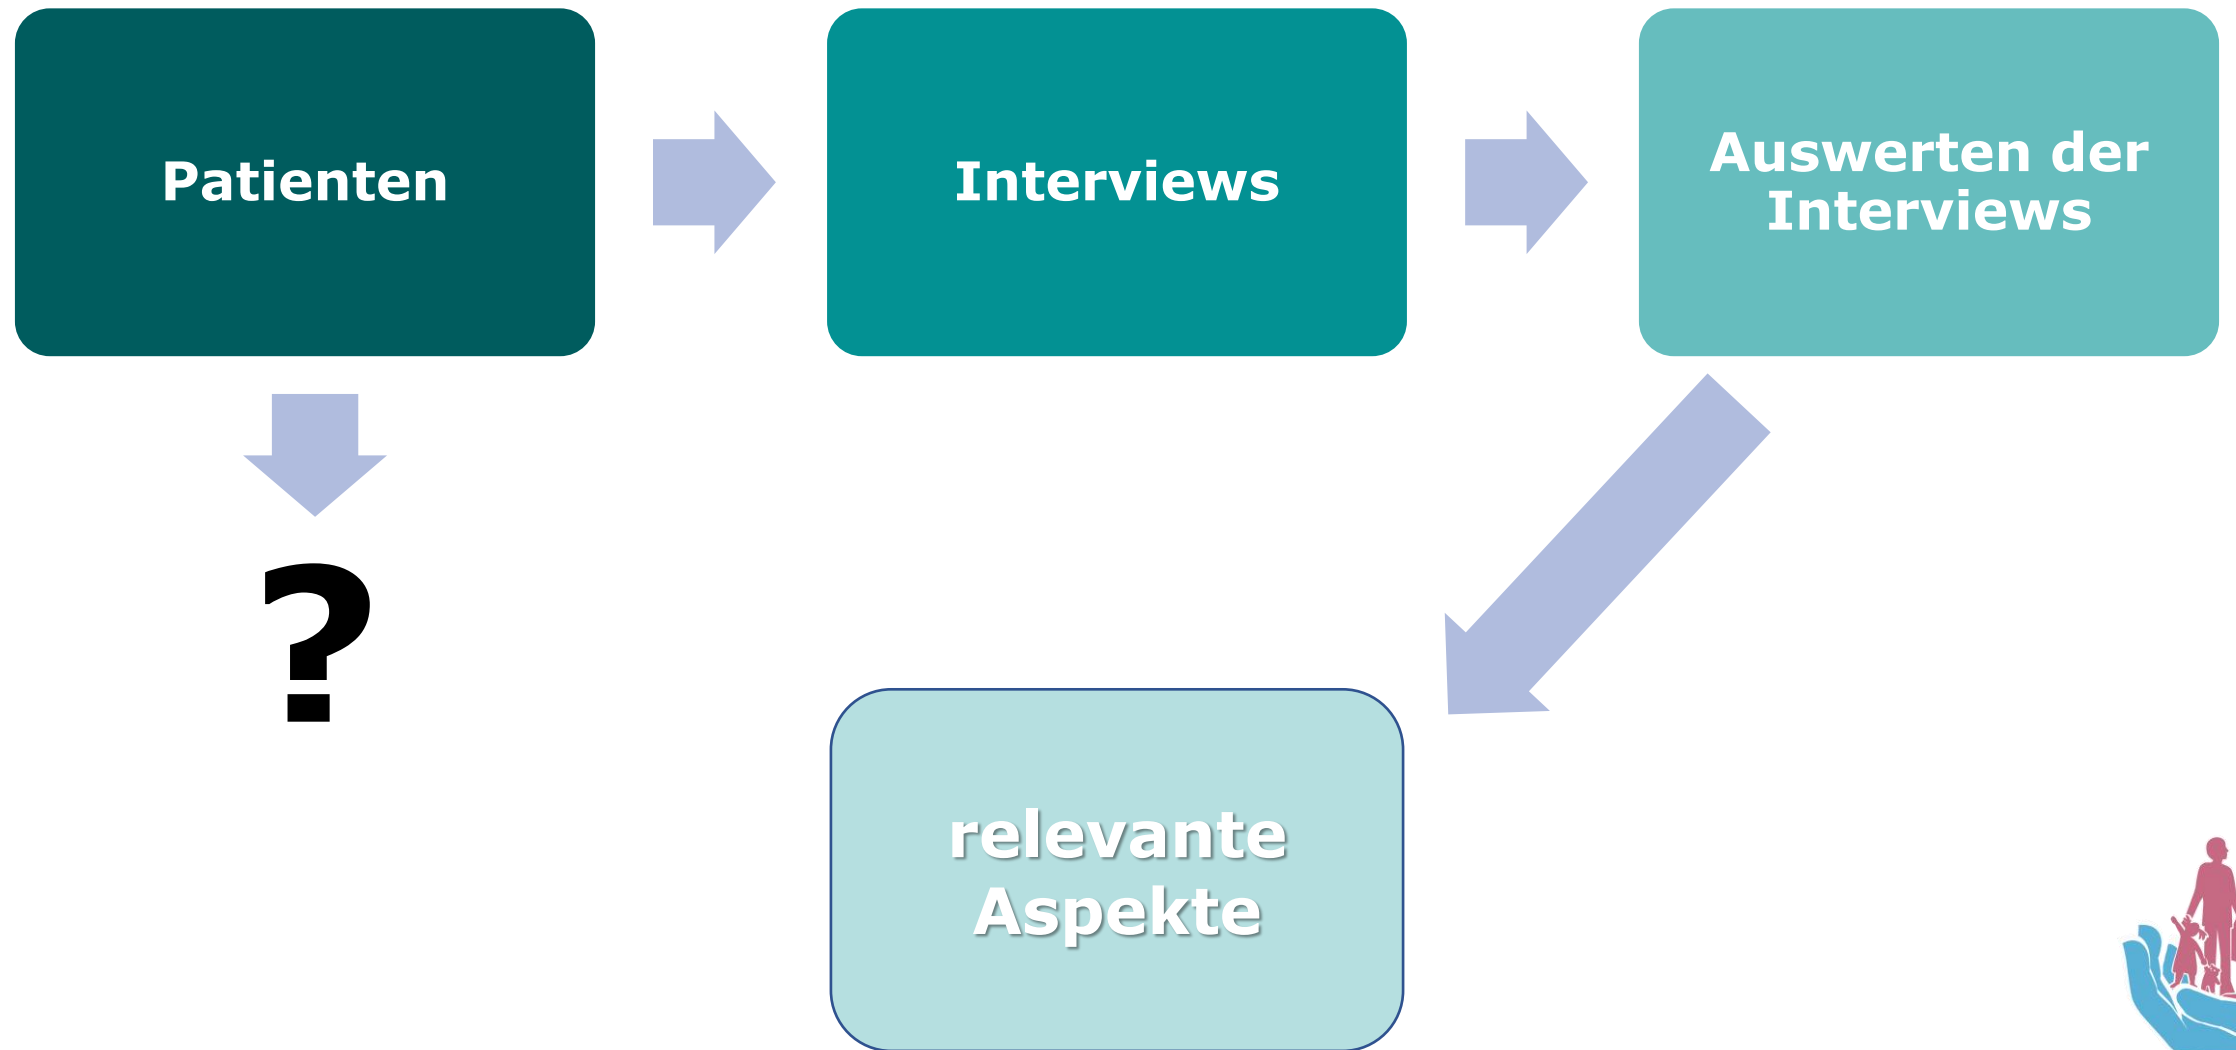 Patienten
Interviews
Auswerten der
Interviews
?
relevante
Aspekte